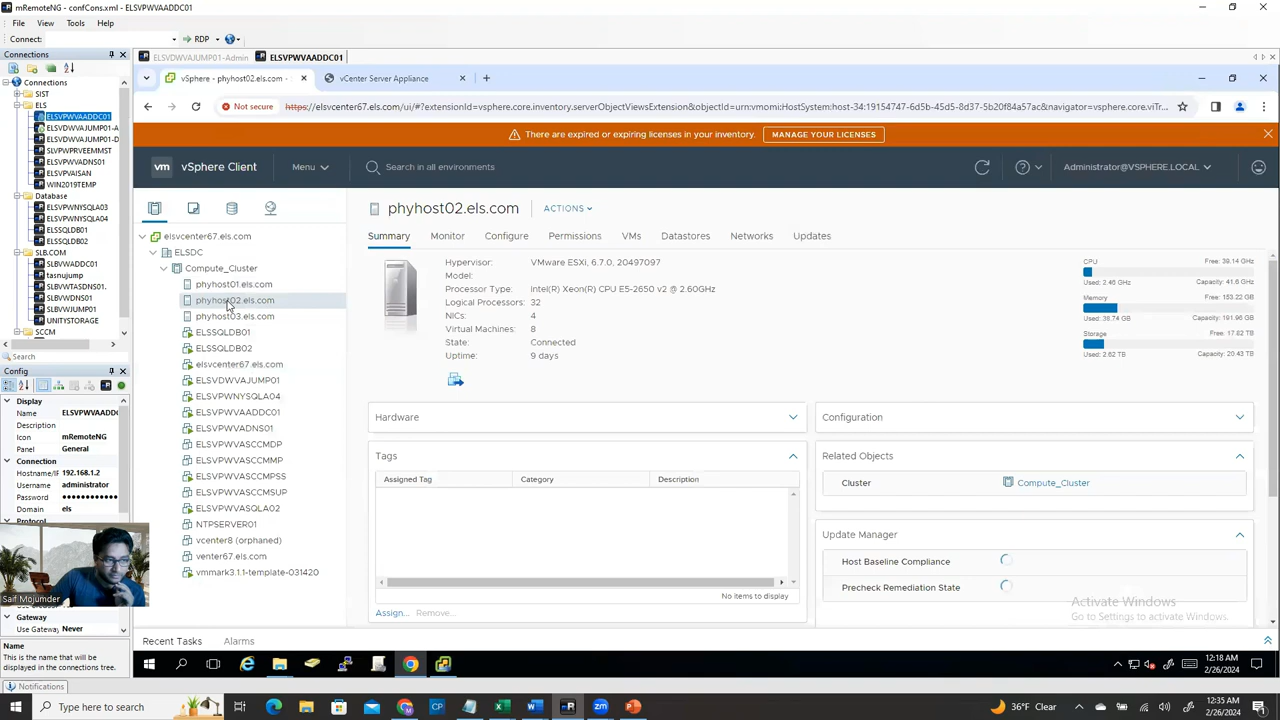 mRemoteNG - confCons.xml - ELSVPWVAADDC01
File View Tools Help
Connect: RDP
Connections
Connections
SIST
ELS
ELSVPWVAADDC01
ELSVDWVAJUMP01-A
ELSVDWVAJUMP01-D
SLVPWPRVEEMMST
ELSVPWVADNS01
ELSVPVAISAN
WIN2019TEMP
Database
ELSVPWNYSQLA03
ELSVPWNYSQLA04
ELSSQLDB01
ELSSQLDB02
SLB.COM
SLBVWADDC01
tasnujump
SLBVWTASDNS01.
SLBVWDNS01
SLBVWJUMP01
UNITYSTORAGE
SCCM
Search
Config
Display
Name ELSVPWVAADDC
Description
Icon mRemoteNG
Panel General
Connection
Hostname/IP 192.168.1.2
Username administrator
Password ••••••••••••
Domain els
Protocol
Saif Mojumder
Gateway
Use Gateway Never
Name
This is the name that will be
displayed in the connections tree.
Notifications
ELSVDWVAJUMP01-Admin ELSVPWVAADDC01
vSphere - phyhost02.els.com - vCenter Server Appliance
Not secure https://elsvcenter67.els.com/ui/#?extensionId=vsphere.core.inventory.serverObjectViewsExtension&objectId=urn:vmomi:HostSystem:host-34:19154747-6d5b-45d5-8d37-5b20f84a57ac&navigator=vsphere.core.viTr...
There are expired or expiring licenses in your inventory. MANAGE YOUR LICENSES
vm vSphere Client Menu Search in all environments Administrator@VSPHERE.LOCAL
elsvcenter67.els.com
ELSDC
Compute_Cluster
phyhost01.els.com
phyhost02.els.com
phyhost03.els.com
ELSSQLDB01
ELSSQLDB02
elsvcenter67.els.com
ELSVDWVAJUMP01
ELSVPWNYSQLA04
ELSVPWVAADDC01
ELSVPWVADNS01
ELSVPWVASCCMDP
ELSVPWVASCCMMP
ELSVPWVASCCMPSS
ELSVPWVASCCMSUP
ELSVPWVASQLA02
NTPSERVER01
vcenter8 (orphaned)
venter67.els.com
vmmark3.1.1-template-031420
phyhost02.els.com ACTIONS
Summary Monitor Configure Permissions VMs Datastores Networks Updates
Hypervisor: VMware ESXi, 6.7.0, 20497097
Model:
Processor Type: Intel(R) Xeon(R) CPU E5-2650 v2 @ 2.60GHz
Logical Processors: 32
NICs: 4
Virtual Machines: 8
State: Connected
Uptime: 9 days
CPU Free: 39.14 GHz
Used: 2.46 GHz Capacity: 41.6 GHz
Memory Free: 153.22 GB
Used: 38.74 GB Capacity: 191.96 GB
Storage Free: 17.82 TB
Used: 2.62 TB Capacity: 20.43 TB
Hardware
Configuration
Tags
Assigned Tag Category Description
No items to display
Assign... Remove...
Related Objects
Cluster Compute_Cluster
Update Manager
Host Baseline Compliance
Precheck Remediation State
Activate Windows
Go to Settings to activate Windows.
Recent Tasks Alarms
12:18 AM
2/26/2024
Type here to search
36°F Clear
12:35 AM
2/26/2024